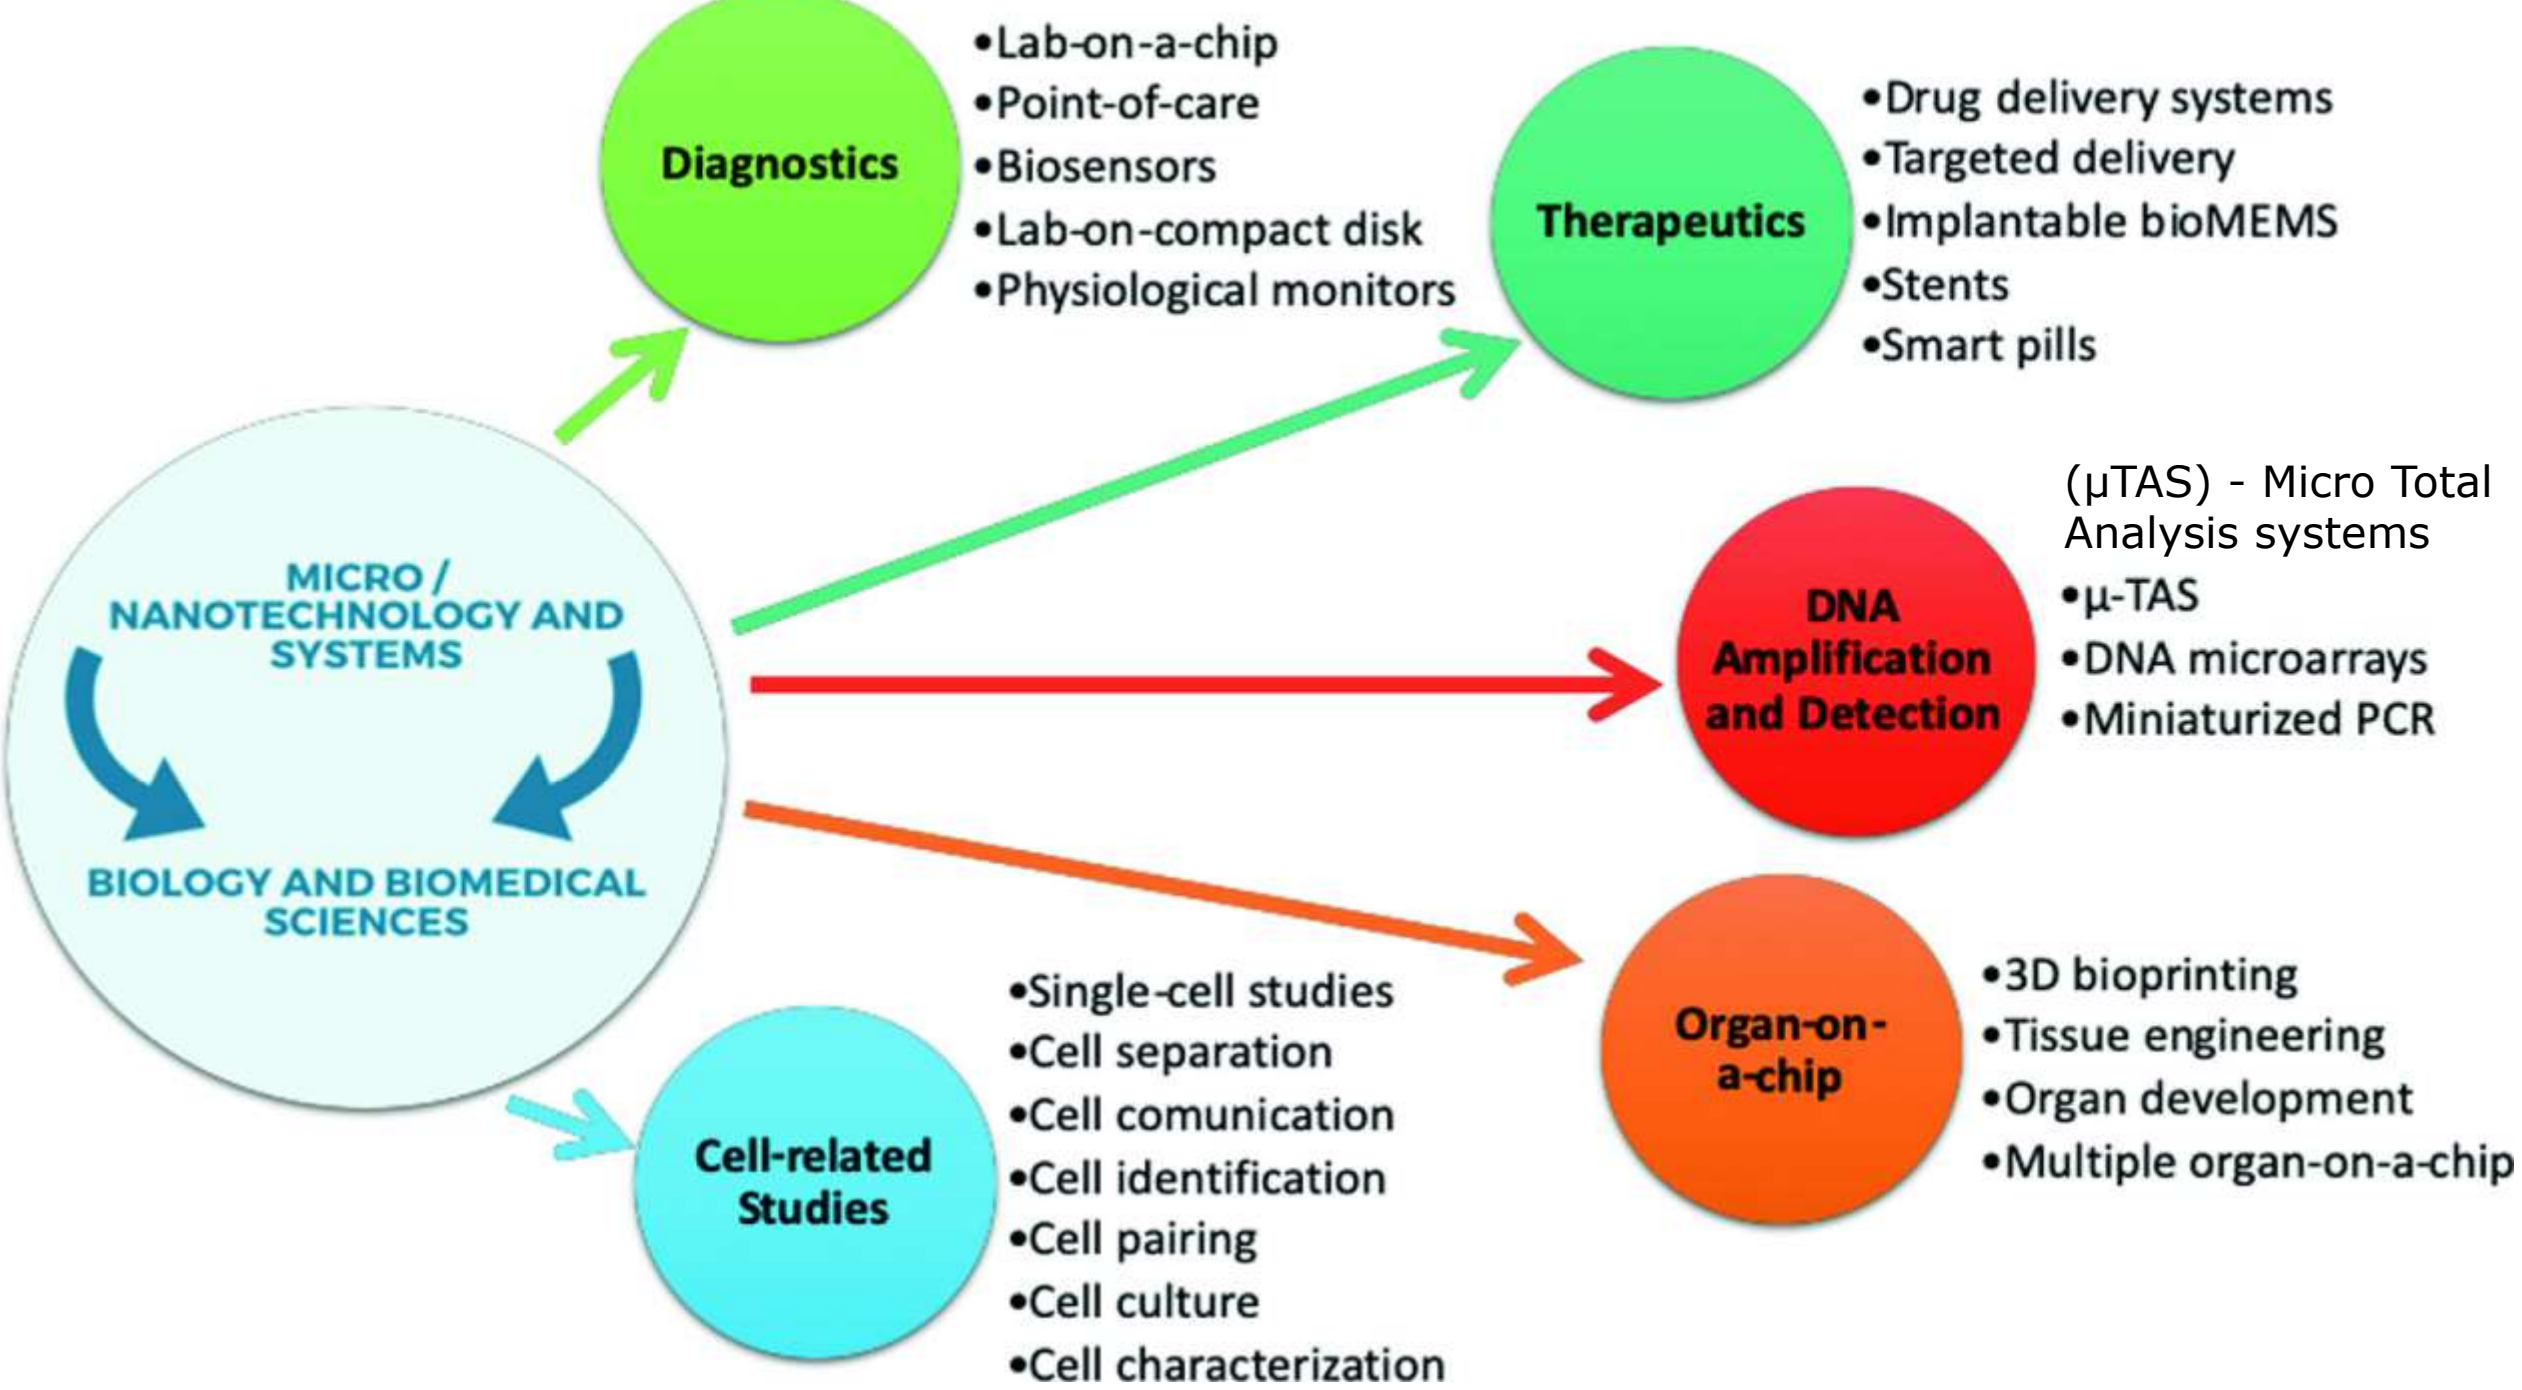 MICRO /
NANOTECHNOLOGY AND
SYSTEMS
BIOLOGY AND BIOMEDICAL
SCIENCES
Diagnostics
•Lab-on-a-chip
•Point-of-care
•Biosensors
•Lab-on-compact disk
•Physiological monitors
Therapeutics
•Drug delivery systems
•Targeted delivery
•Implantable bioMEMS
•Stents
•Smart pills
DNA
Amplification
and Detection
(μTAS) - Micro Total
Analysis systems
•μ-TAS
•DNA microarrays
•Miniaturized PCR
Organ-on-
a-chip
•3D bioprinting
•Tissue engineering
•Organ development
•Multiple organ-on-a-chip
Cell-related
Studies
•Single-cell studies
•Cell separation
•Cell comunication
•Cell identification
•Cell pairing
•Cell culture
•Cell characterization